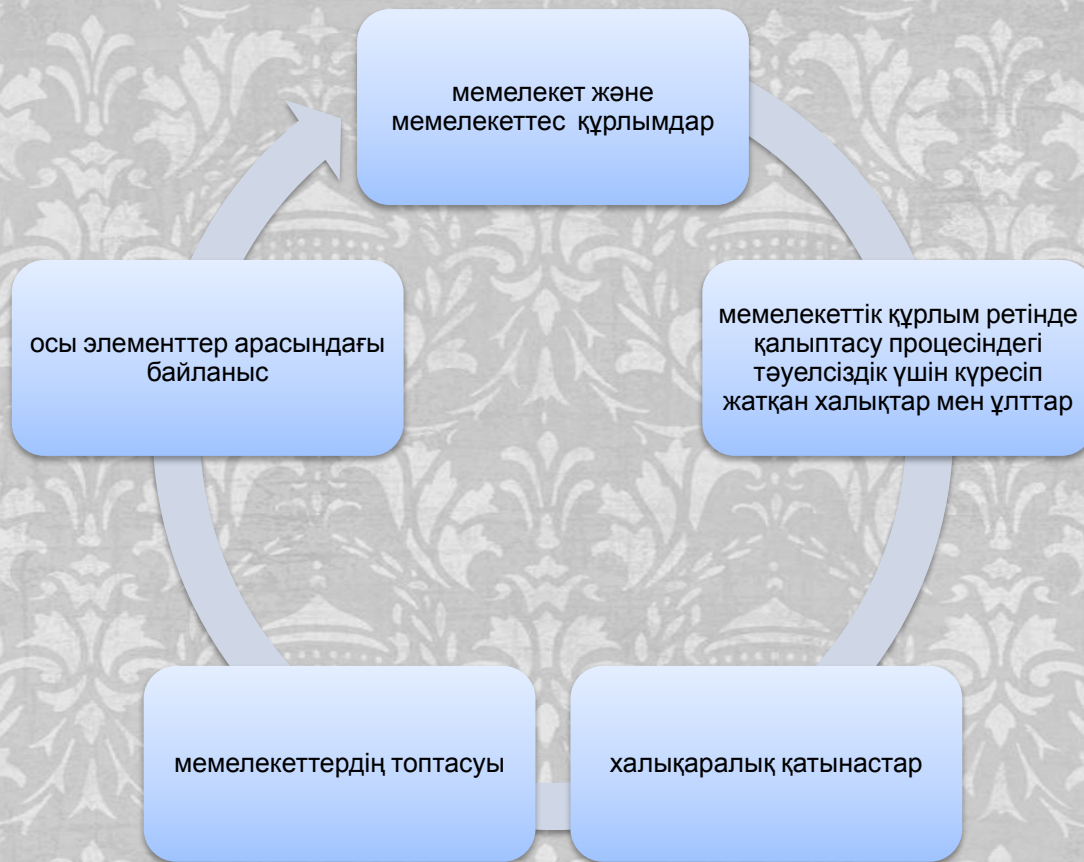 мемелекет және
мемелекеттес құрлымдар
мемелекеттік құрлым ретінде
қалыптасу процесіндегі
тәуелсіздік үшін күресіп
жатқан халықтар мен ұлттар
халықаралық қатынастар
мемелекеттердің топтасуы
осы элементтер арасындағы
байланыс